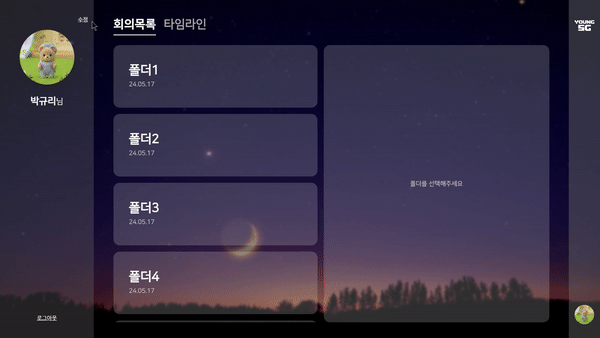 수정
박규리님
로그아웃
회의목록 타임라인
폴더1
24.05.17
폴더2
24.05.17
폴더3
24.05.17
폴더4
24.05.17
폴더를 선택해주세요
YOUNG
5G